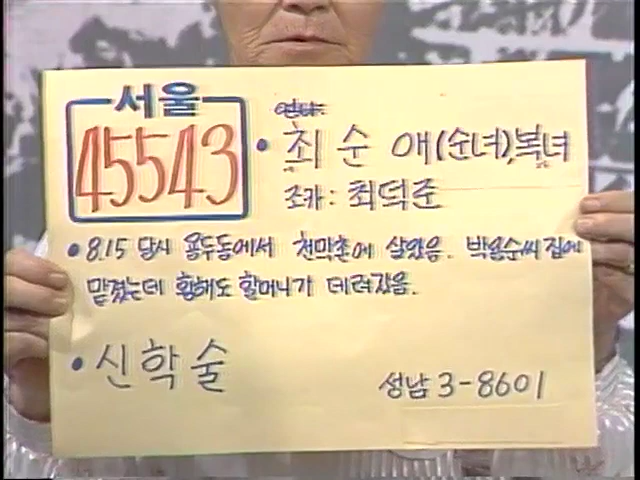 서울
45543
• 최순애(순녀), 복녀
조카: 최덕준
• 8.15 당시 용두동에서 천막촌에 살았음. 박용수씨 집에
맡겼는데 황해도 할머니가 데려갔음.
• 신학술
성남 3-8601